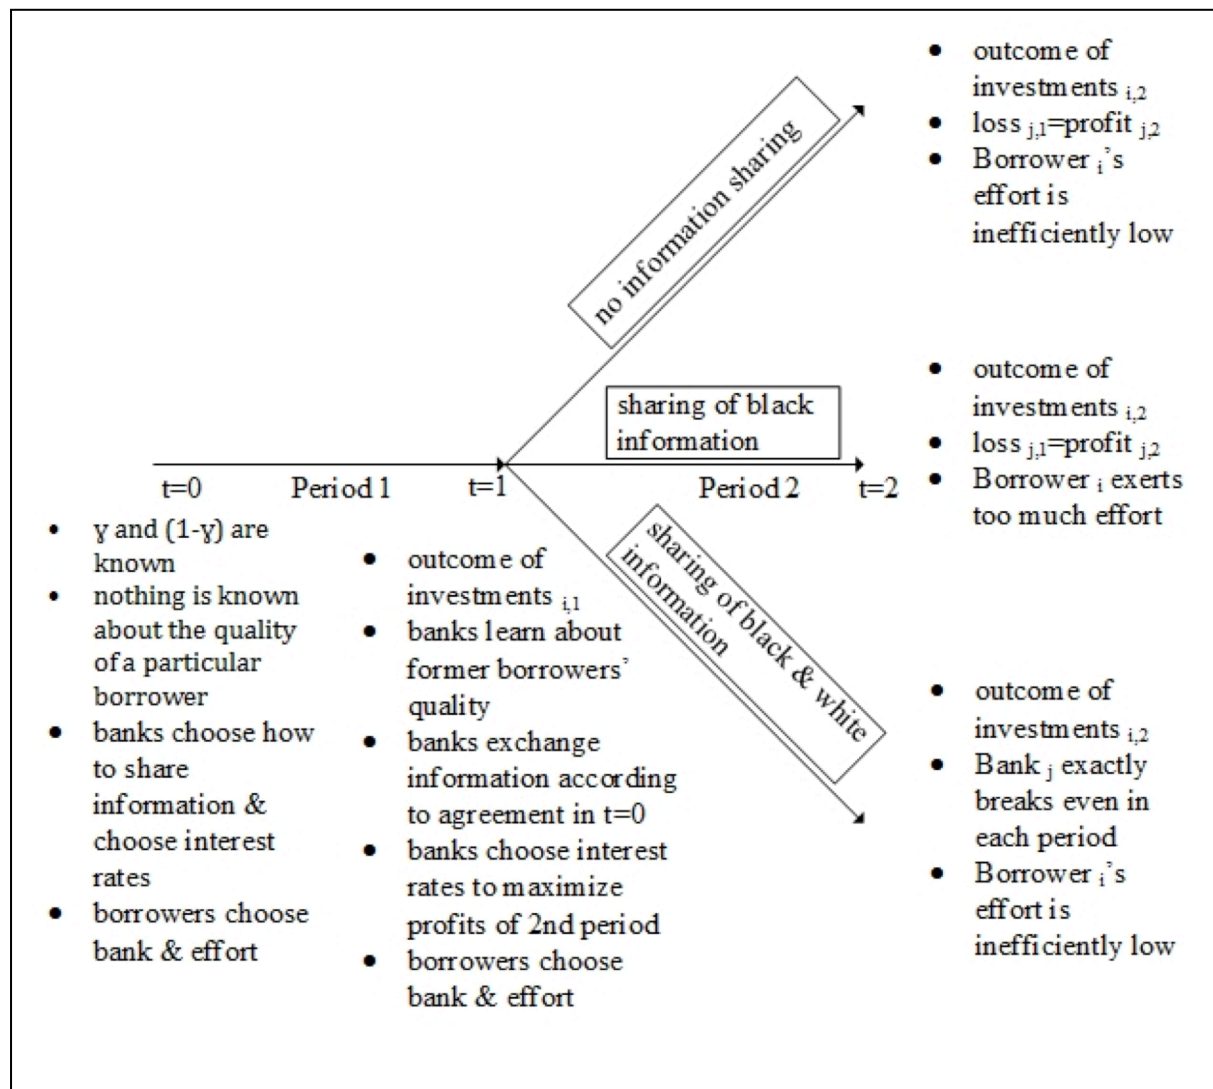 • outcome of
investments i,2
• loss j,1=profit j,2
• Borrower i's
effort is
inefficiently low
no information sharing
• outcome of
investments i,2
• loss j,1=profit j,2
• Borrower i exerts
too much effort
sharing of black
information
t=0 Period 1 t=1 Period 2 t=2
sharing of black & white
information
• γ and (1-γ) are
known
• nothing is known
about the quality
of a particular
borrower
• banks choose how
to share
information &
choose interest
rates
• borrowers choose
bank & effort
• outcome of
investments i,1
• banks learn about
former borrowers'
quality
• banks exchange
information according
to agreement in t=0
• banks choose interest
rates to maximize
profits of 2nd period
• borrowers choose
bank & effort
• outcome of
investments i,2
• Bank j exactly
breaks even in
each period
• Borrower i's
effort is
inefficiently low